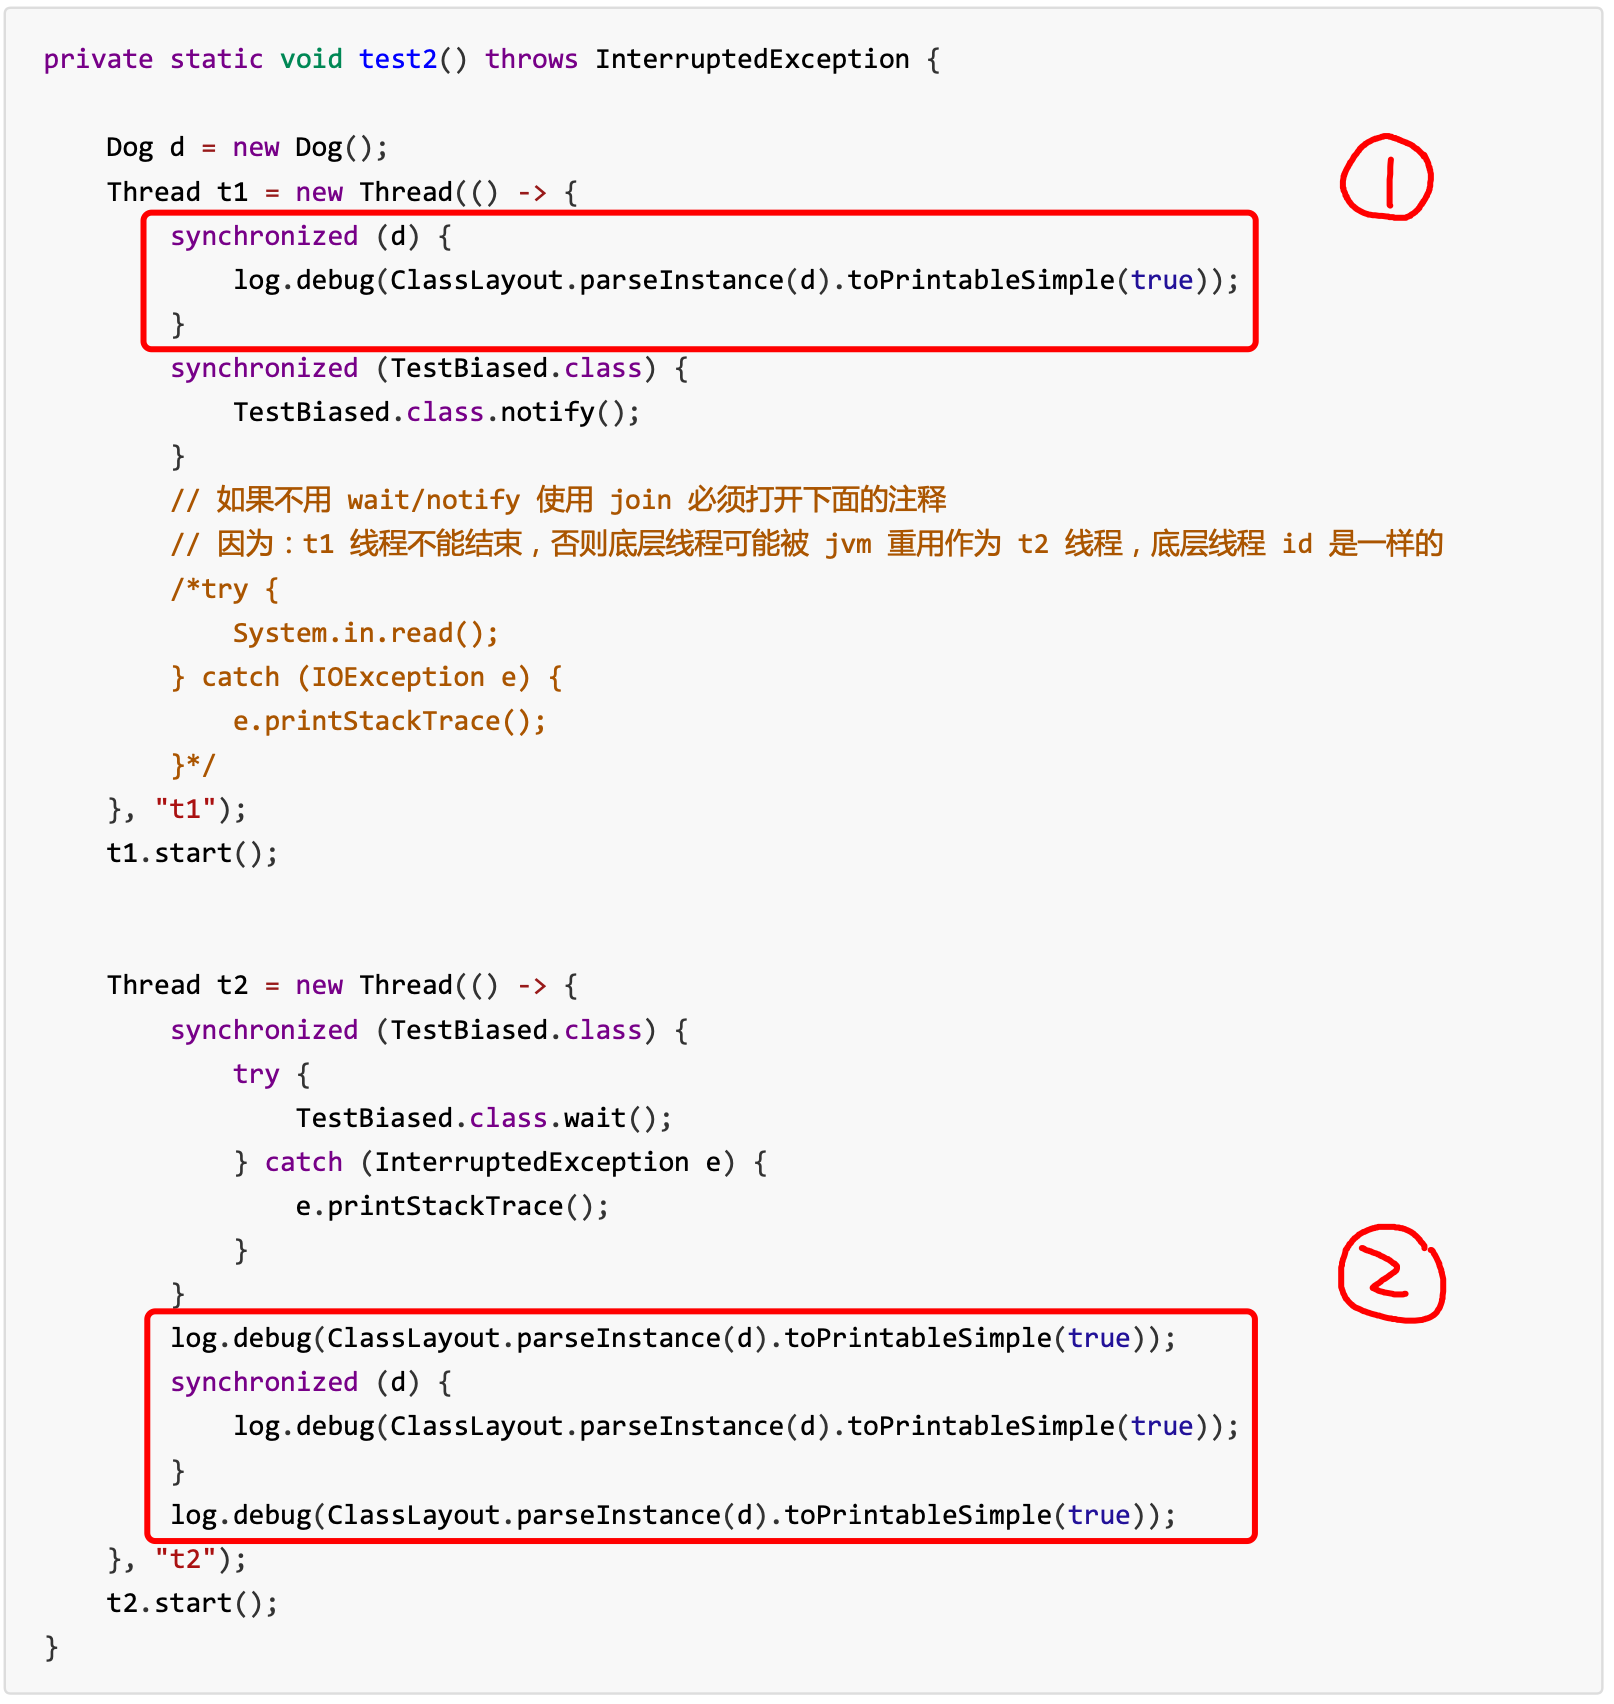 private static void test2() throws InterruptedException {
Dog d = new Dog();
①
Thread t1 = new Thread(() -> {
synchronized (d) {
log.debug(ClassLayout.parseInstance(d).toPrintableSimple(true));
}
synchronized (TestBiased.class) {
TestBiased.class.notify();
}
// 如果不用 wait/notify 使用 join 必须打开下面的注释
// 因为：t1 线程不能结束，否则底层线程可能被 jvm 重用作为 t2 线程，底层线程 id 是一样的
/*try {
System.in.read();
} catch (IOException e) {
e.printStackTrace();
}*/
}, "t1");
t1.start();
Thread t2 = new Thread(() -> {
synchronized (TestBiased.class) {
try {
TestBiased.class.wait();
} catch (InterruptedException e) {
e.printStackTrace();
}
②
}
log.debug(ClassLayout.parseInstance(d).toPrintableSimple(true));
synchronized (d) {
log.debug(ClassLayout.parseInstance(d).toPrintableSimple(true));
}
log.debug(ClassLayout.parseInstance(d).toPrintableSimple(true));
}, "t2");
t2.start();
}